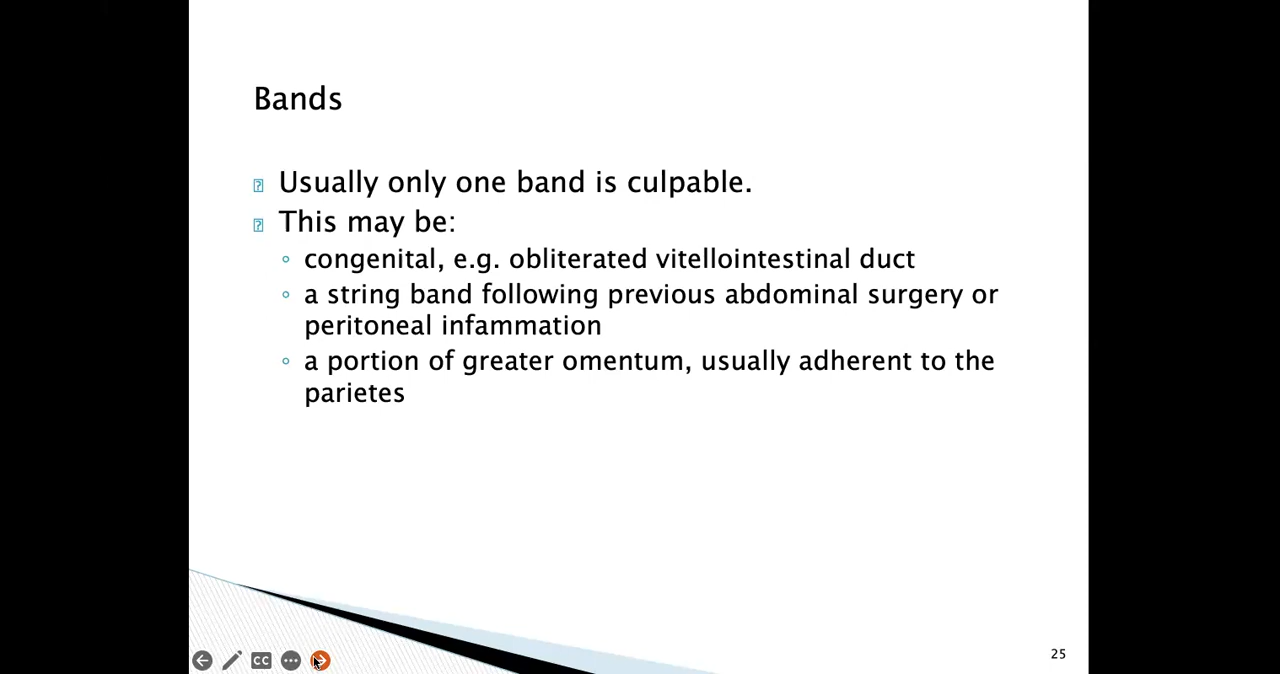 Bands
Usually only one band is culpable.
This may be:
congenital, e.g. obliterated vitellointestinal duct
a string band following previous abdominal surgery or
peritoneal infammation
a portion of greater omentum, usually adherent to the
parietes
CC
25